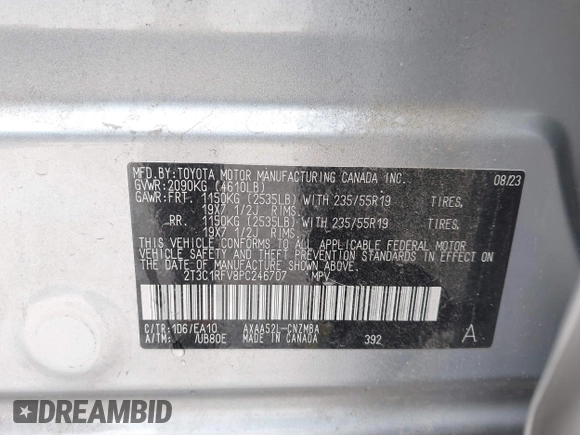 MFD.BY:TOYOTA MOTOR MANUFACTURING CANADA INC. 08/23
GVWR:2090KG (4610LB)
GAWR:FRT. 1150KG (2535LB) WITH 235/55R19 TIRES,
19X7 1/2J RIMS
RR. 1150KG (2535LB) WITH 235/55R19 TIRES,
19X7 1/2J RIMS
THIS VEHICLE CONFORMS TO ALL APPLICABLE FEDERAL MOTOR
VEHICLE SAFETY AND THEFT PREVENTION STANDARDS IN EFFECT
ON THE DATE OF MANUFACTURE SHOWN ABOVE.
2T3C1RFV8PC246707 MPV
C/TR:1D6/EA10 AXAA52L-CNZMBA
A/TM: /UB80E MADE IN CANADA 392 A
DREAMBID